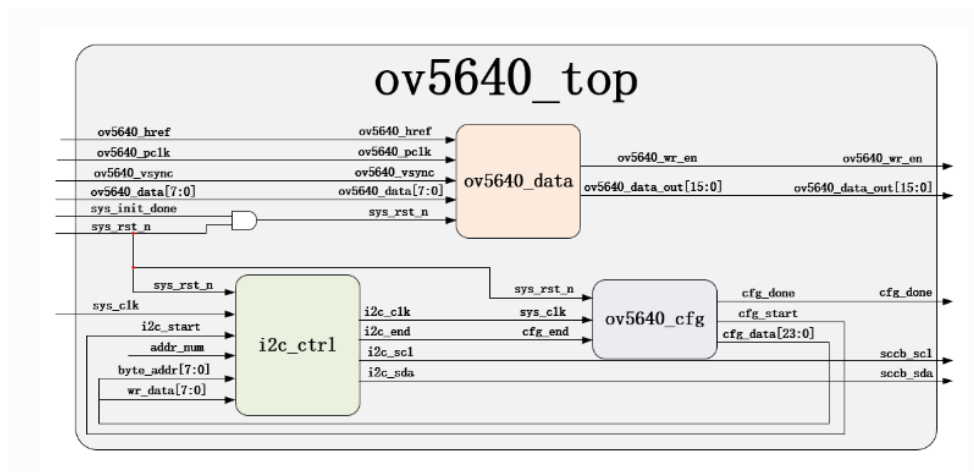 ov5640_top
ov5640_href ov5640_href
ov5640_pclk ov5640_pclk
ov5640_vsync ov5640_vsync
ov5640_data[7:0] ov5640_data[7:0]
sys_init_done sys_rst_n
sys_rst_n
ov5640_data
ov5640_wr_en ov5640_wr_en
ov5640_data_out[15:0] ov5640_data_out[15:0]
sys_rst_n
sys_clk
i2c_start
addr_num
byte_addr[7:0]
wr_data[7:0]
i2c_ctrl
i2c_clk
i2c_end
i2c_scl
i2c_sda
sys_rst_n
sys_clk
cfg_end
ov5640_cfg
cfg_done cfg_done
cfg_start
cfg_data[23:0]
sccb_scl
sccb_sda